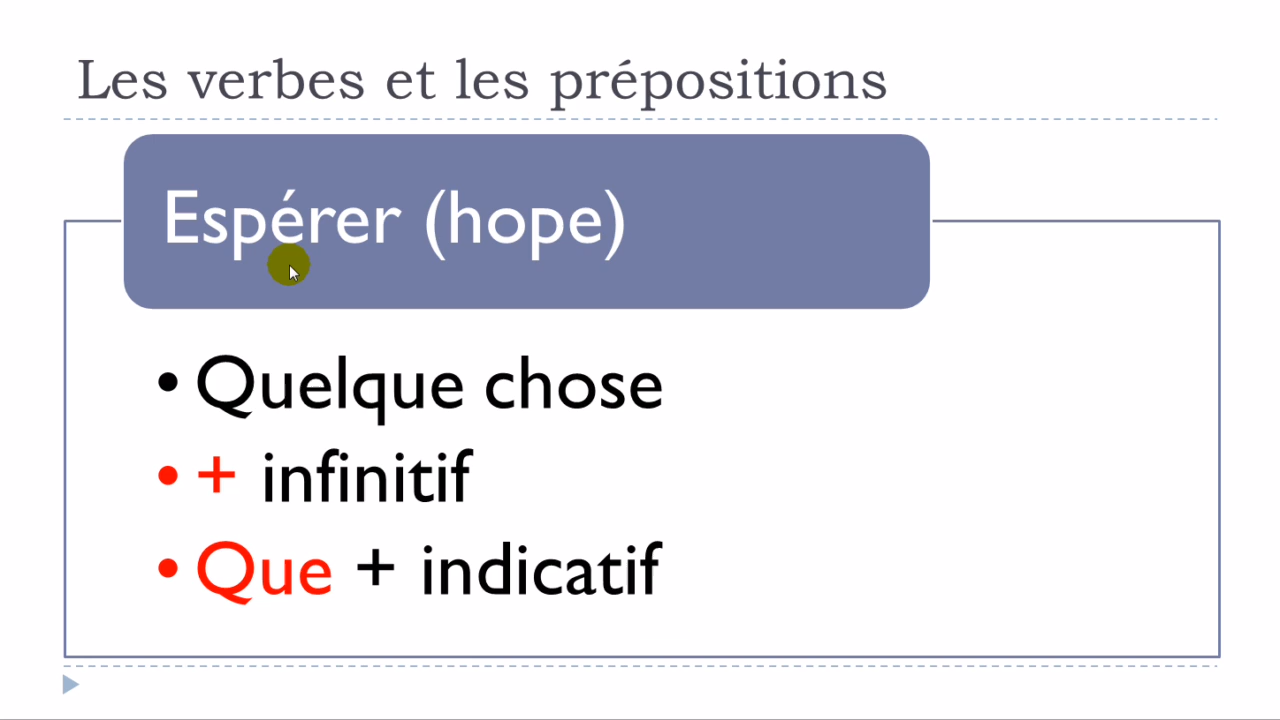 Les verbes et les prépositions
Espérer (hope)
• Quelque chose
• + infinitif
• Que + indicatif